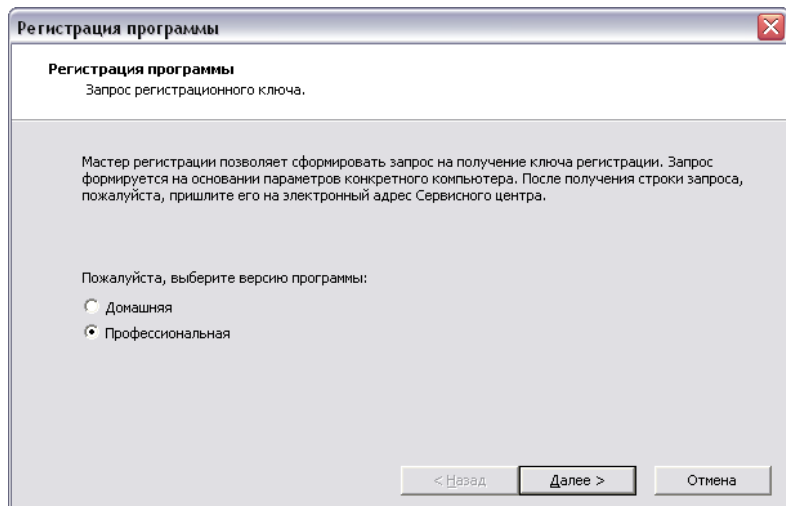 Регистрация программы
Регистрация программы
Запрос регистрационного ключа.
Мастер регистрации позволяет сформировать запрос на получение ключа регистрации. Запрос
формируется на основании параметров конкретного компьютера. После получения строки запроса,
пожалуйста, пришлите его на электронный адрес Сервисного центра.
Пожалуйста, выберите версию программы:
Домашняя
Профессиональная
< Назад Далее > Отмена